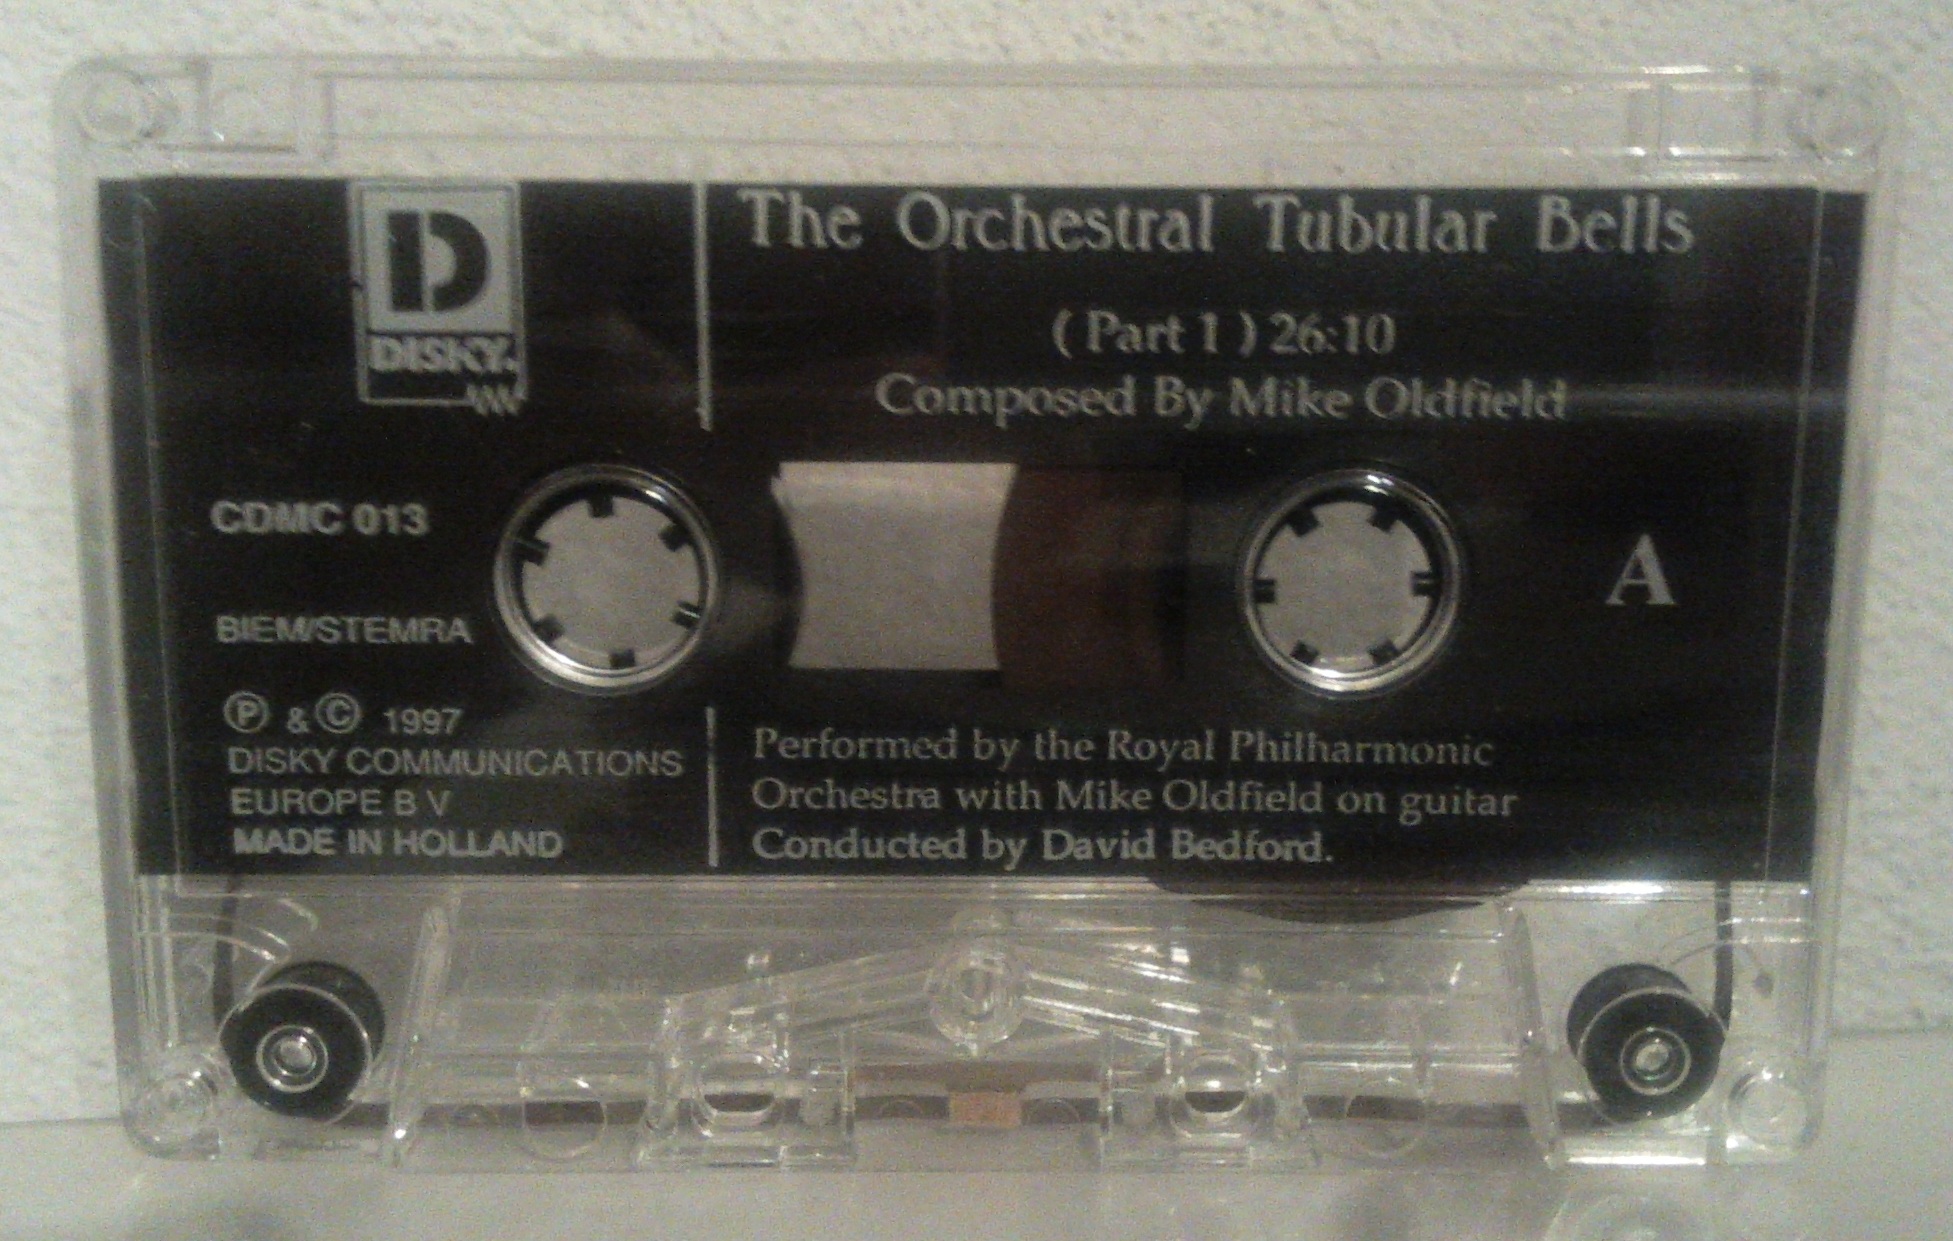 D
DISKY.
The Orchestral Tubular Bells
( Part 1 ) 26:10
Composed By Mike Oldfield
CDMC 013
BIEM/STEMRA
A
Ⓟ & © 1997
DISKY COMMUNICATIONS
EUROPE B V
MADE IN HOLLAND
Performed by the Royal Philharmonic
Orchestra with Mike Oldfield on guitar
Conducted by David Bedford.